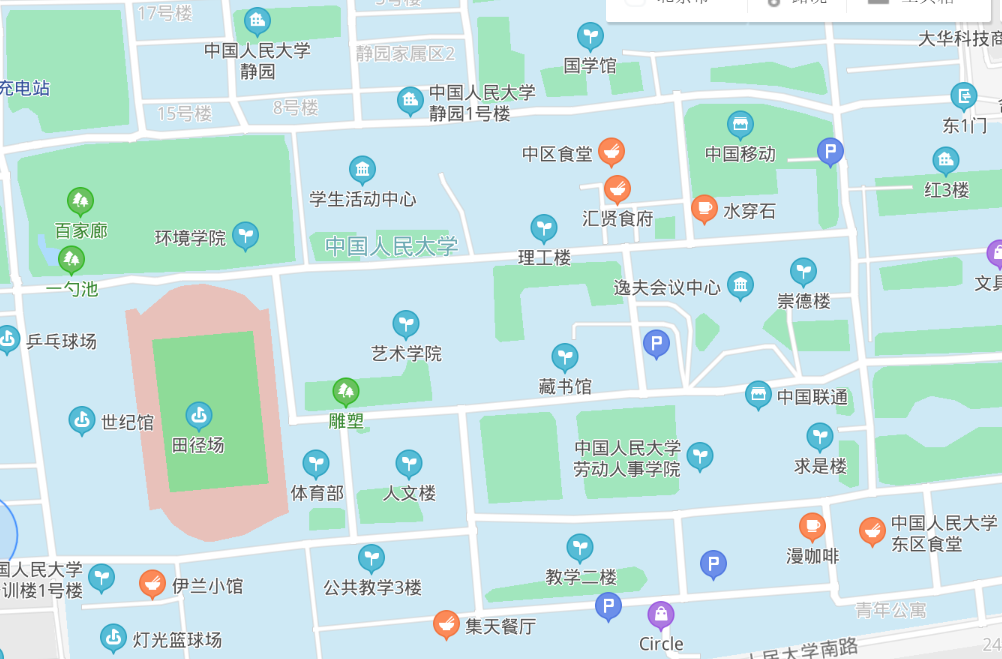 17号楼
中国人民大学
静园
静园家属区2
国学馆
大华科技商
充电站
中国人民大学
静园1号楼
15号楼
8号楼
东1门
中区食堂
中国移动
P
红3楼
学生活动中心
汇贤食府
水穿石
百家廊
环境学院
中国人民大学
理工楼
一勺池
逸夫会议中心
崇德楼
文具
乒乓球场
艺术学院
P
藏书馆
世纪馆
田径场
雕塑
中国联通
中国人民大学
劳动人事学院
求是楼
体育部
人文楼
漫咖啡
中国人民大学
东区食堂
国人民大学
训楼1号楼
伊兰小馆
公共教学3楼
教学二楼
P
P
青年公寓
灯光篮球场
集天餐厅
Circle
人民大学南路
24